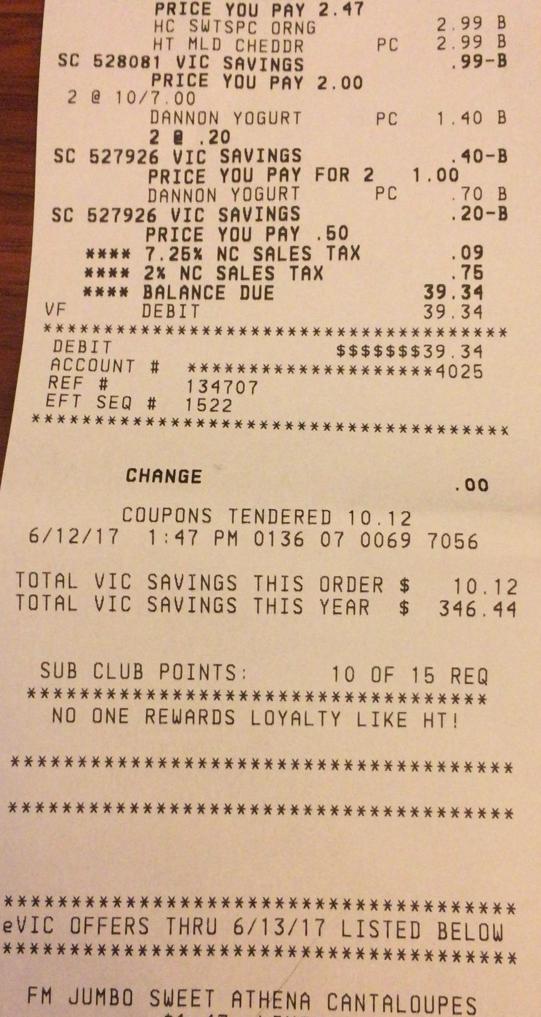 PRICE YOU PAY 2.47
HC SWTSPC ORNG 2.99 B
HT MLD CHEDDR PC 2.99 B
SC 528081 VIC SAVINGS .99-B
PRICE YOU PAY 2.00
2 @ 10/7.00
DANNON YOGURT PC 1.40 B
2 @ .20
SC 527926 VIC SAVINGS .40-B
PRICE YOU PAY FOR 2 1.00
DANNON YOGURT PC .70 B
SC 527926 VIC SAVINGS .20-B
PRICE YOU PAY .50
**** 7.25% NC SALES TAX .09
**** 2% NC SALES TAX .75
**** BALANCE DUE 39.34
VF DEBIT 39.34
****************************************
DEBIT $$$$$$$39.34
ACCOUNT # ********************4025
REF # 134707
EFT SEQ # 1522
****************************************
CHANGE .00
COUPONS TENDERED 10.12
6/12/17 1:47 PM 0136 07 0069 7056
TOTAL VIC SAVINGS THIS ORDER $ 10.12
TOTAL VIC SAVINGS THIS YEAR $ 346.44
SUB CLUB POINTS: 10 OF 15 REQ
************************************
NO ONE REWARDS LOYALTY LIKE HT!
****************************************
****************************************
****************************************
eVIC OFFERS THRU 6/13/17 LISTED BELOW
****************************************
FM JUMBO SWEET ATHENA CANTALOUPES